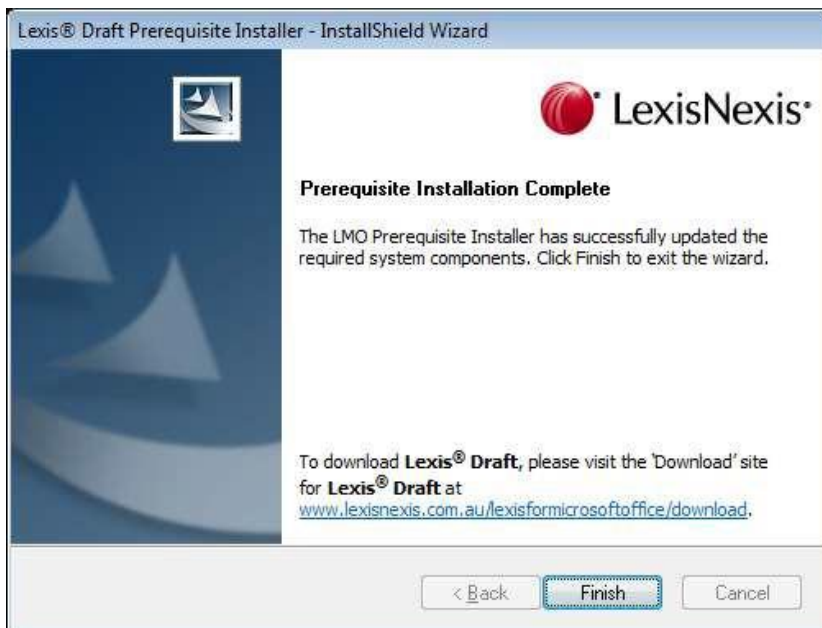 Lexis® Draft Prerequisite Installer - InstallShield Wizard
LexisNexis®
Prerequisite Installation Complete
The LMO Prerequisite Installer has successfully updated the
required system components. Click Finish to exit the wizard.
To download Lexis® Draft, please visit the 'Download' site
for Lexis® Draft at
www.lexisnexis.com.au/lexisformicrosoftoffice/download.
< Back
Finish
Cancel